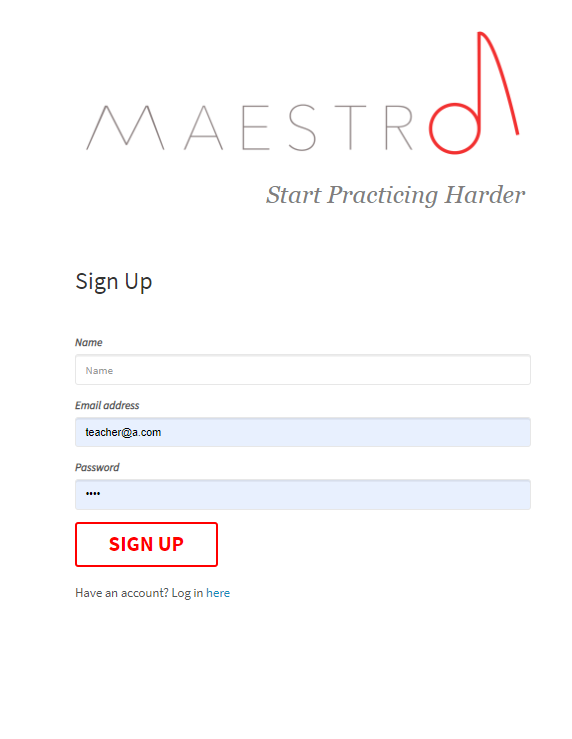 MAESTRO
Start Practicing Harder
Sign Up
Name
Name
Email address
teacher@a.com
Password
••••
SIGN UP
Have an account? Log in here